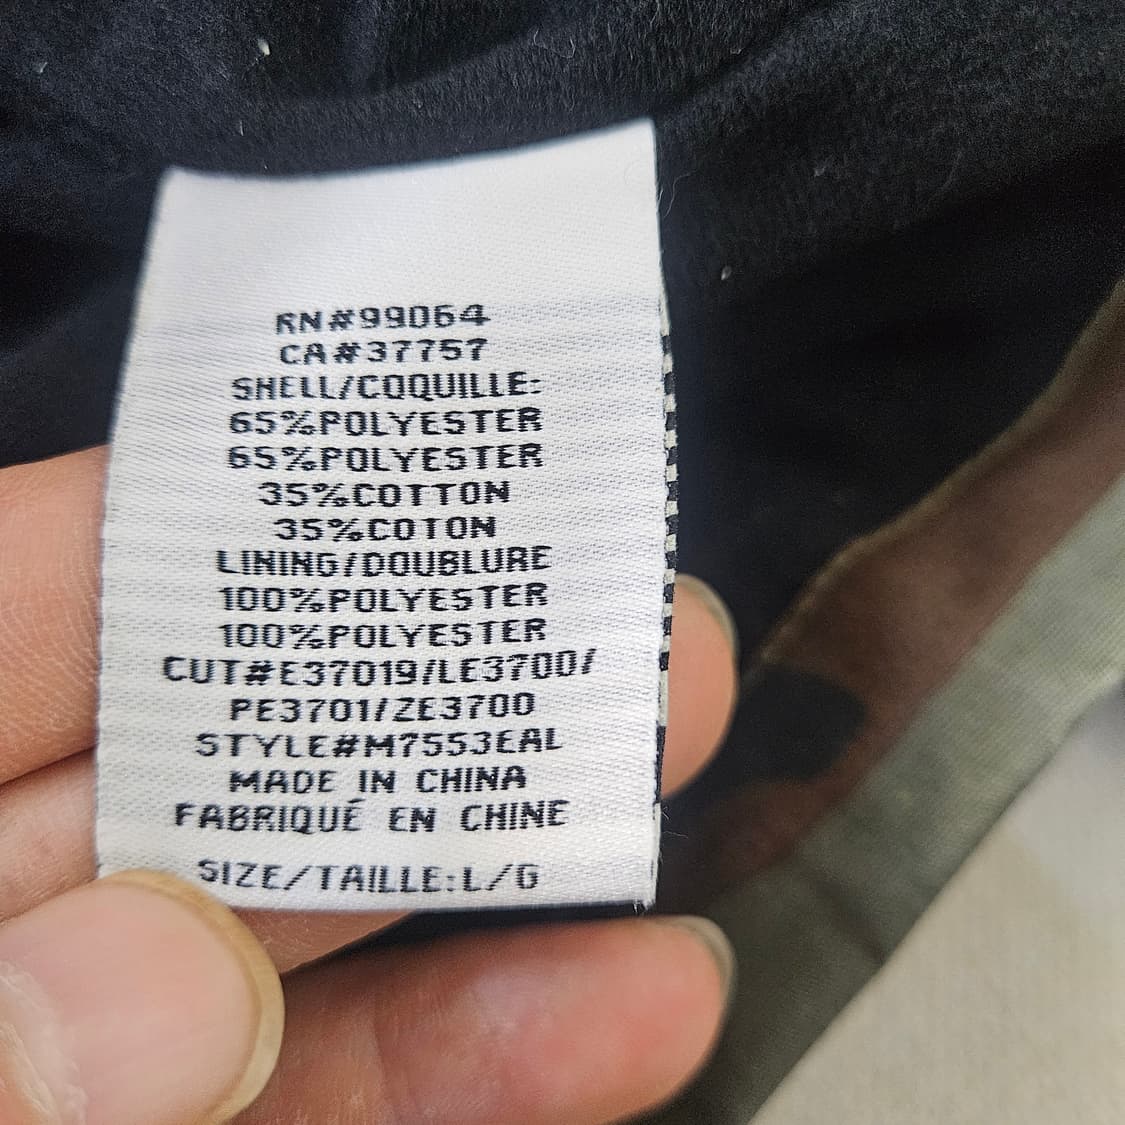 RN#99064
CA#37757
SHELL/COQUILLE:
65%POLYESTER
65%POLYESTER
35%COTTON
35%COTON
LINING/DOUBLURE
100%POLYESTER
100%POLYESTER
CUT#E37019/LE3700/
PE3701/ZE3700
STYLE#M7553EAL
MADE IN CHINA
FABRIQUÉ EN CHINE
SIZE/TAILLE:L/G